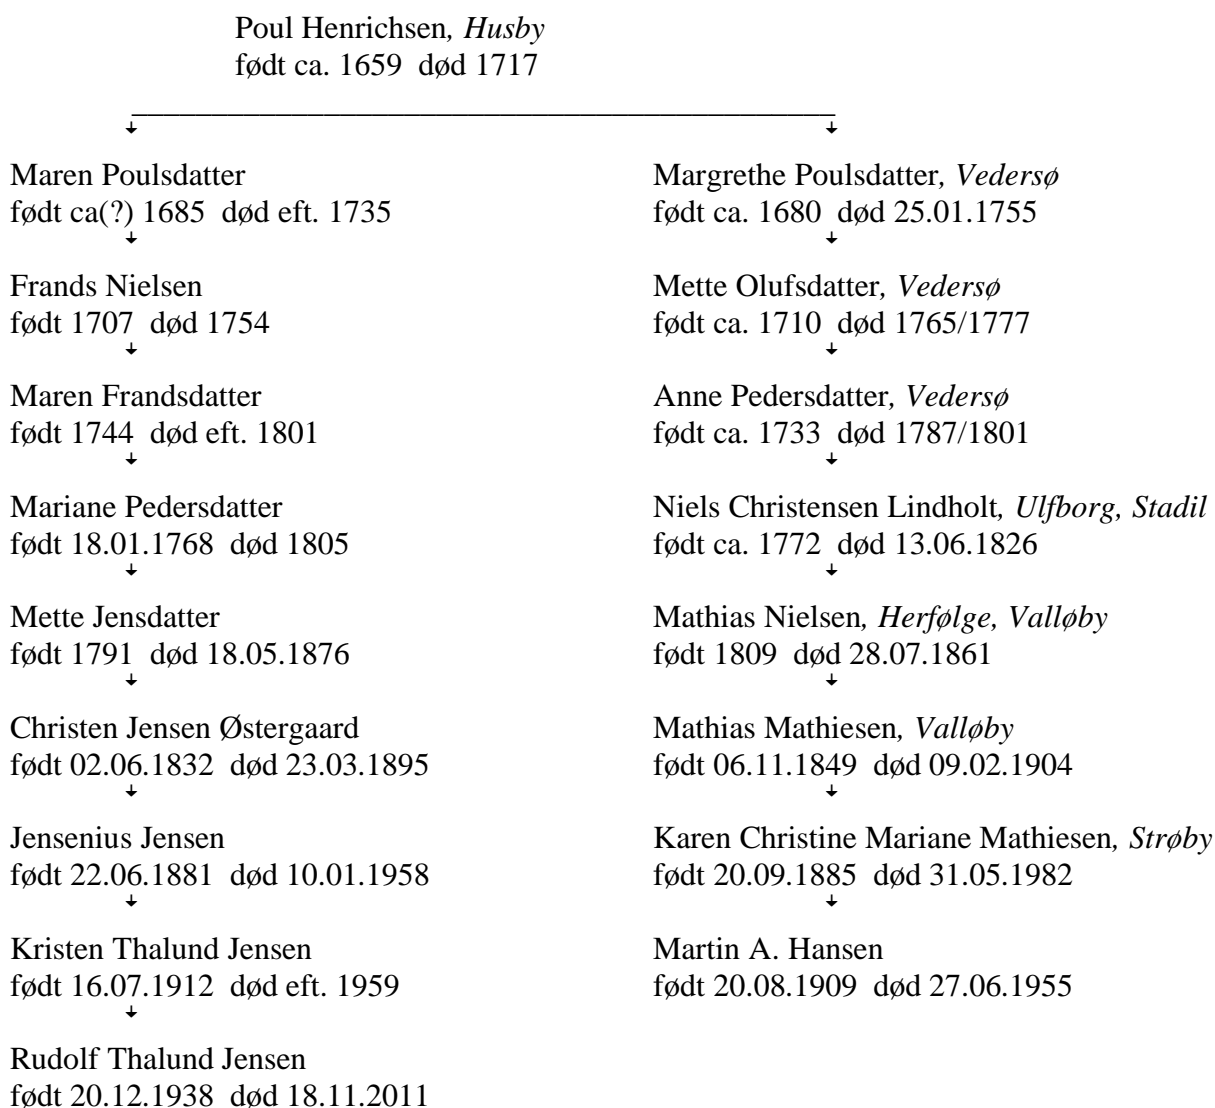 Poul Henrichsen, Husby
født ca. 1659 død 1717
Maren Poulsdatter
født ca(?) 1685 død eft. 1735
Margrethe Poulsdatter, Vedersø
født ca. 1680 død 25.01.1755
Frands Nielsen
født 1707 død 1754
Mette Olufsdatter, Vedersø
født ca. 1710 død 1765/1777
Maren Frandsdatter
født 1744 død eft. 1801
Anne Pedersdatter, Vedersø
født ca. 1733 død 1787/1801
Mariane Pedersdatter
født 18.01.1768 død 1805
Niels Christensen Lindholt, Ulfborg, Stadil
født ca. 1772 død 13.06.1826
Mette Jensdatter
født 1791 død 18.05.1876
Mathias Nielsen, Herfølge, Valløby
født 1809 død 28.07.1861
Christen Jensen Østergaard
født 02.06.1832 død 23.03.1895
Mathias Mathiesen, Valløby
født 06.11.1849 død 09.02.1904
Jensenius Jensen
født 22.06.1881 død 10.01.1958
Karen Christine Mariane Mathiesen, Strøby
født 20.09.1885 død 31.05.1982
Kristen Thalund Jensen
født 16.07.1912 død eft. 1959
Martin A. Hansen
født 20.08.1909 død 27.06.1955
Rudolf Thalund Jensen
født 20.12.1938 død 18.11.2011